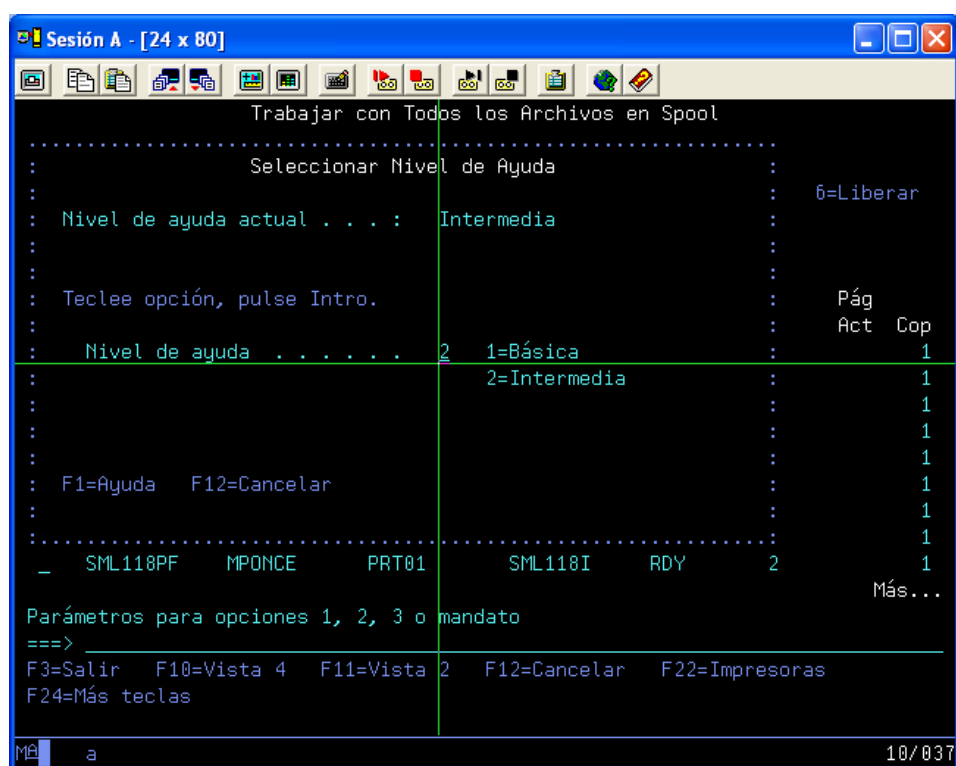 Sesión A - [24 x 80]
Trabajar con Todos los Archivos en Spool
. . . . . . . . . . . . . . . . . . . . . . . . . . . . . . . . . . . . . . . . . . . . . . . . . . . . . . . . . . . . . . . . .
: Seleccionar Nivel de Ayuda :
: : 6=Liberar
: Nivel de ayuda actual . . . : Intermedia :
: :
: :
: Teclee opción, pulse Intro. : Pág
: : Act Cop
: Nivel de ayuda . . . . . . 2 1=Básica : 1
: 2=Intermedia : 1
: : 1
: : 1
: : 1
: F1=Ayuda F12=Cancelar : 1
: : 1
:...............................................................: 1
_ SML118PF MPONCE PRT01 SML118I RDY 2 1
Más...
Parámetros para opciones 1, 2, 3 o mandato
===>
F3=Salir F10=Vista 4 F11=Vista 2 F12=Cancelar F22=Impresoras
F24=Más teclas
MA a 10/037